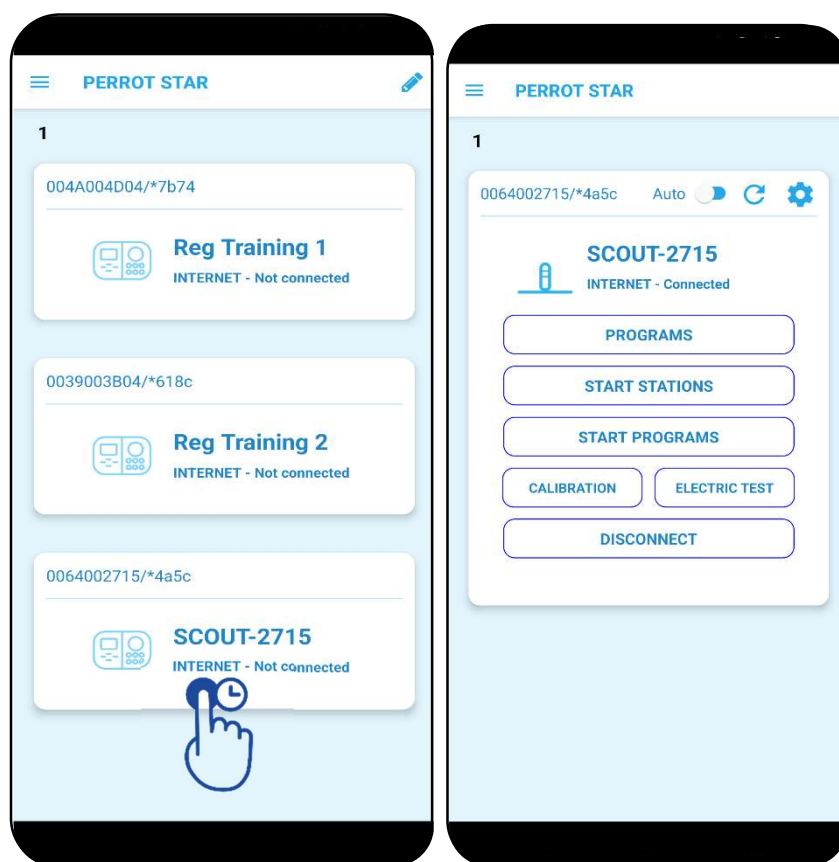 PERROT STAR
1
004A004D04/*7b74
Reg Training 1
INTERNET - Not connected
0039003B04/*618c
Reg Training 2
INTERNET - Not connected
0064002715/*4a5c
SCOUT-2715
INTERNET - Not connected
PERROT STAR
1
0064002715/*4a5c Auto
SCOUT-2715
INTERNET - Connected
PROGRAMS
START STATIONS
START PROGRAMS
CALIBRATION ELECTRIC TEST
DISCONNECT